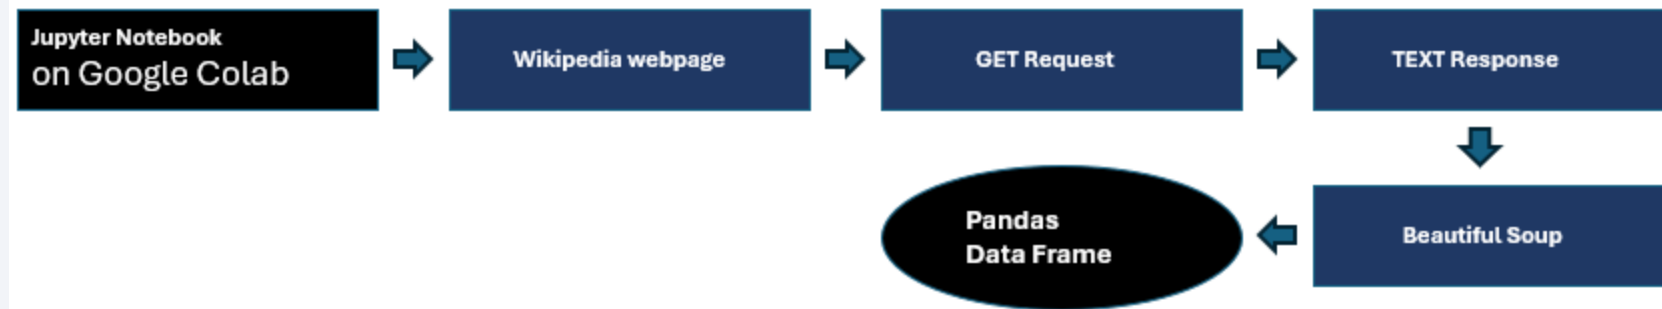 Jupyter Notebook
on Google Colab
Wikipedia webpage
GET Request
TEXT Response
Beautiful Soup
Pandas
Data Frame